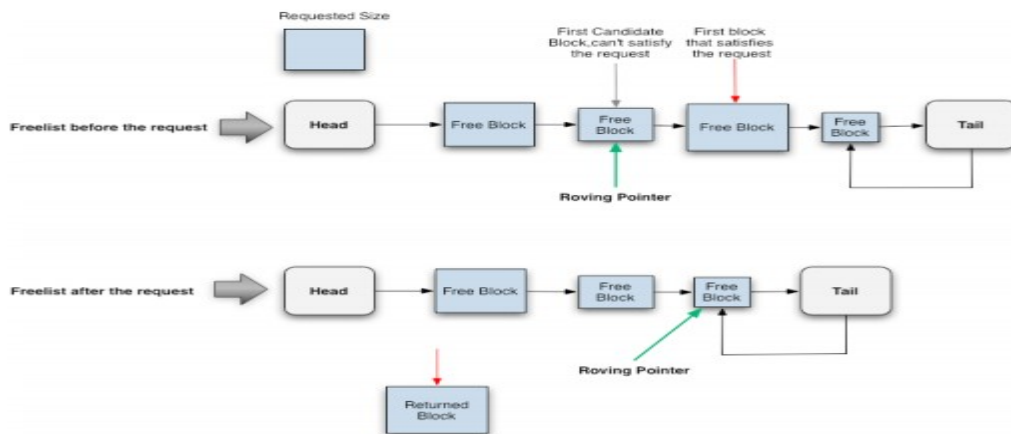 Requested Size
First Candidate
Block,can't satisfy
the request
First block
that satisfies
the request
Freelist before the request
Head
Free Block
Free
Block
Free Block
Free
Block
Tail
Roving Pointer
Freelist after the request
Head
Free Block
Free
Block
Free
Block
Tail
Roving Pointer
Returned
Block